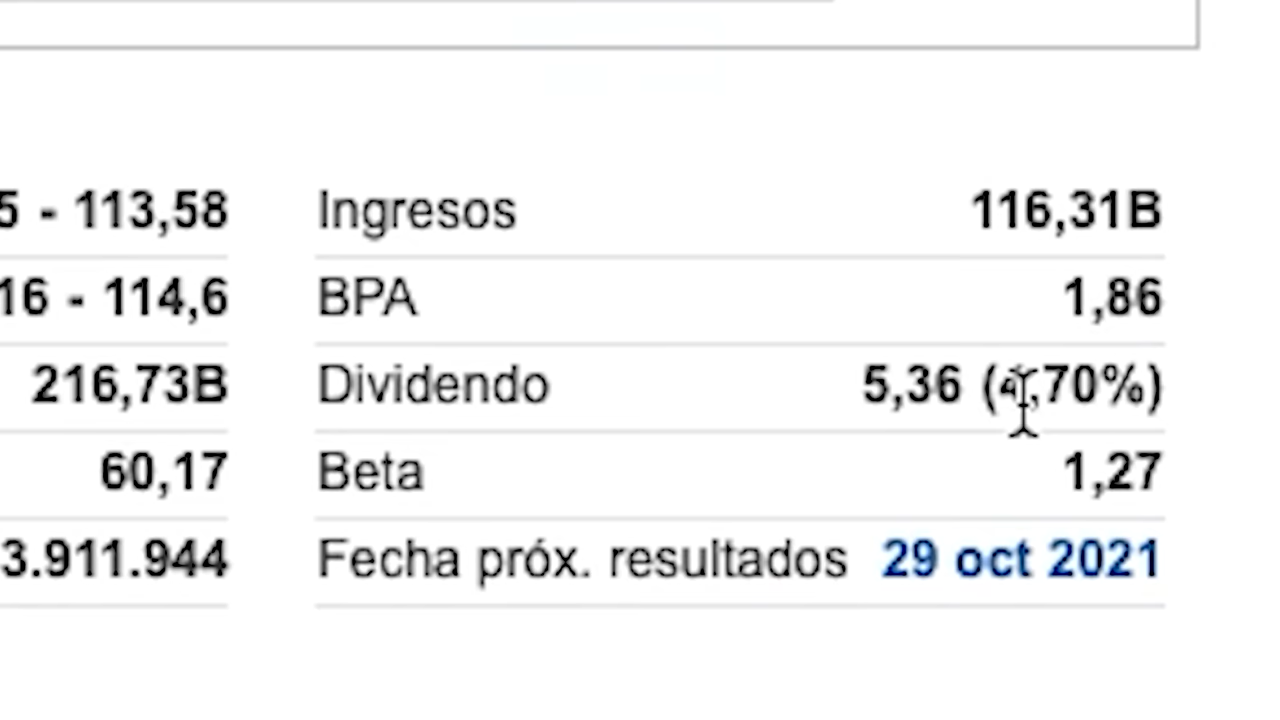 5 - 113,58 Ingresos 116,31B
16 - 114,6 BPA 1,86
216,73B Dividendo 5,36 (4,70%)
60,17 Beta 1,27
3.911.944 Fecha próx. resultados 29 oct 2021